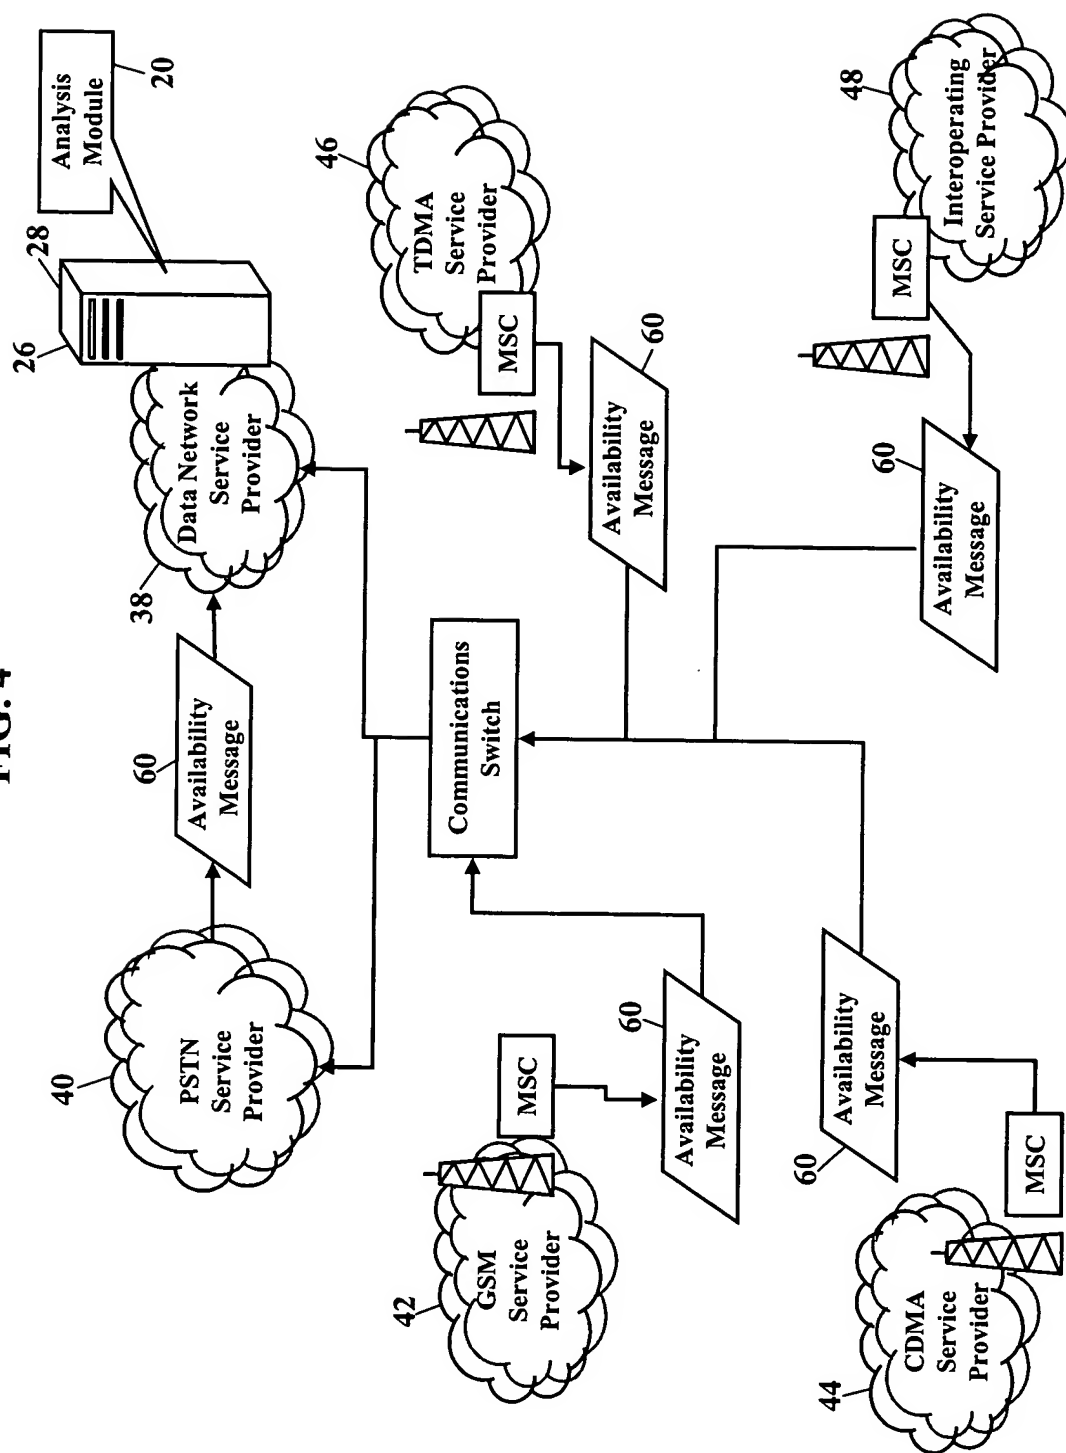 FIG. 4
40
PSTN
Service
Provider
60
Availability
Message
38
Data Network
Service
Provider
26
28
Analysis
Module
20
42
GSM
Service
Provider
MSC
60
Availability
Message
Communications
Switch
46
TDMA
Service
Provider
MSC
60
Availability
Message
44
CDMA
Service
Provider
MSC
60
Availability
Message
60
Availability
Message
48
MSC
Interoperating
Service Provider